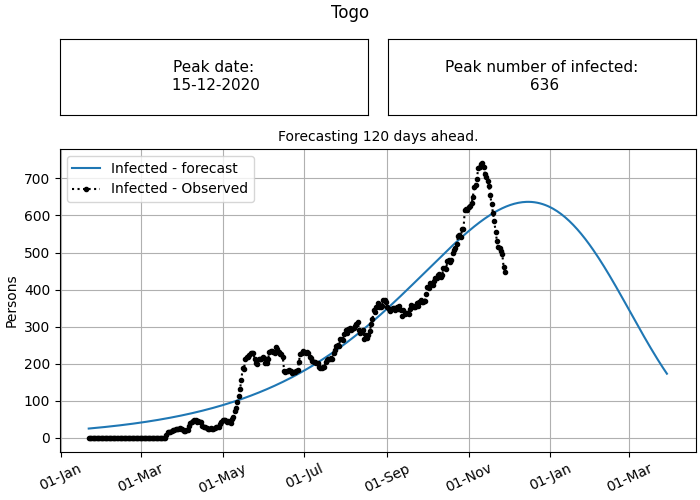 Togo
Peak date:
15-12-2020
Peak number of infected:
636
Forecasting 120 days ahead.
Infected - forecast
Infected - Observed
Persons
700
600
500
400
300
200
100
0
01-Jan
01-Mar
01-May
01-Jul
01-Sep
01-Nov
01-Jan
01-Mar